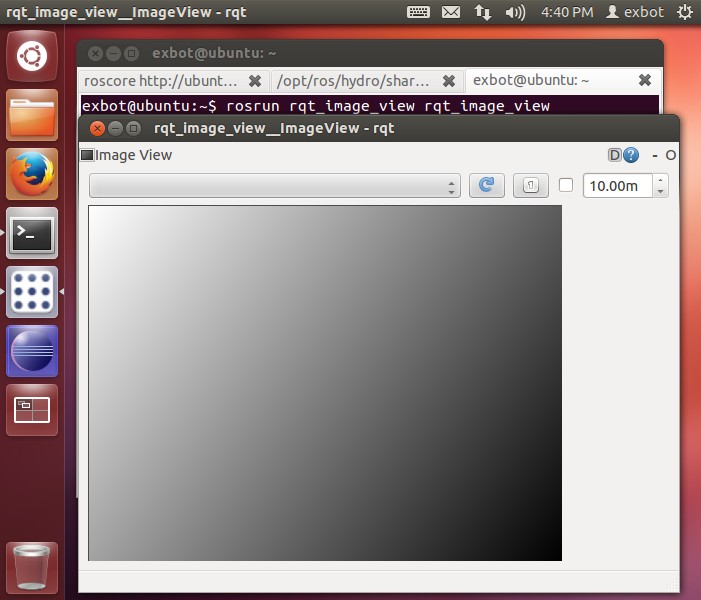 rqt_image_view__ImageView - rqt
4:40 PM
exbot
exbot@ubuntu: ~
roscore http://ubunt...
/opt/ros/hydro/shar...
exbot@ubuntu: ~
exbot@ubuntu:~$ rosrun rqt_image_view rqt_image_view
rqt_image_view__ImageView - rqt
Image View
D
?
- O
10.00m